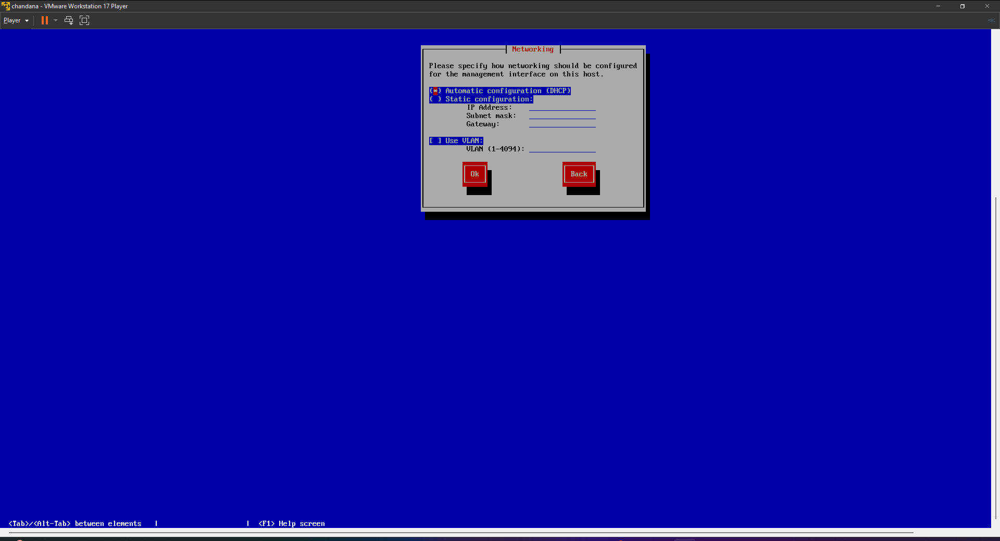 chandana - VMware Workstation 17 Player
Player
Networking
Please specify how networking should be configured
for the management interface on this host.
(*) Automatic configuration (DHCP)
( ) Static configuration:
IP Address:
Subnet mask:
Gateway:
[ ] Use VLAN:
VLAN (1-4094):
Ok Back
<Tab>/<Alt-Tab> between elements | | <F1> Help screen